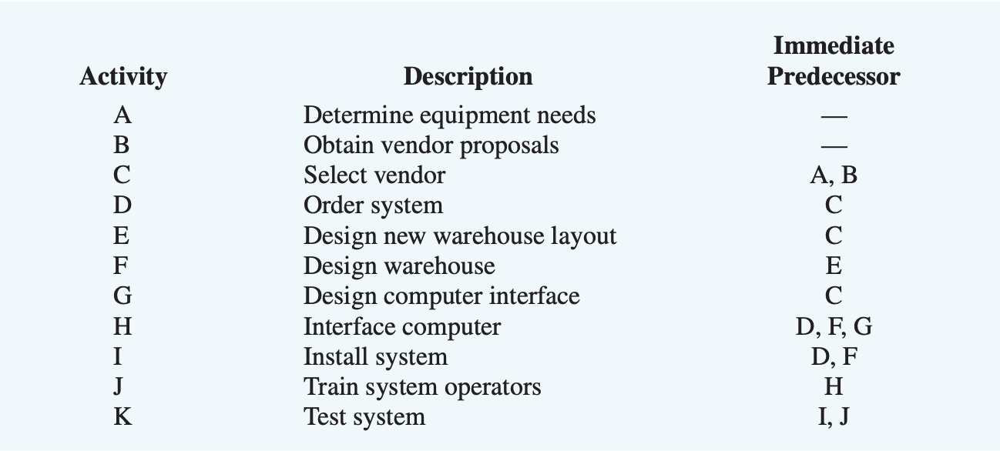 Immediate
Activity Description Predecessor
A Determine equipment needs —
B Obtain vendor proposals —
C Select vendor A, B
D Order system C
E Design new warehouse layout C
F Design warehouse E
G Design computer interface C
H Interface computer D, F, G
I Install system D, F
J Train system operators H
K Test system I, J